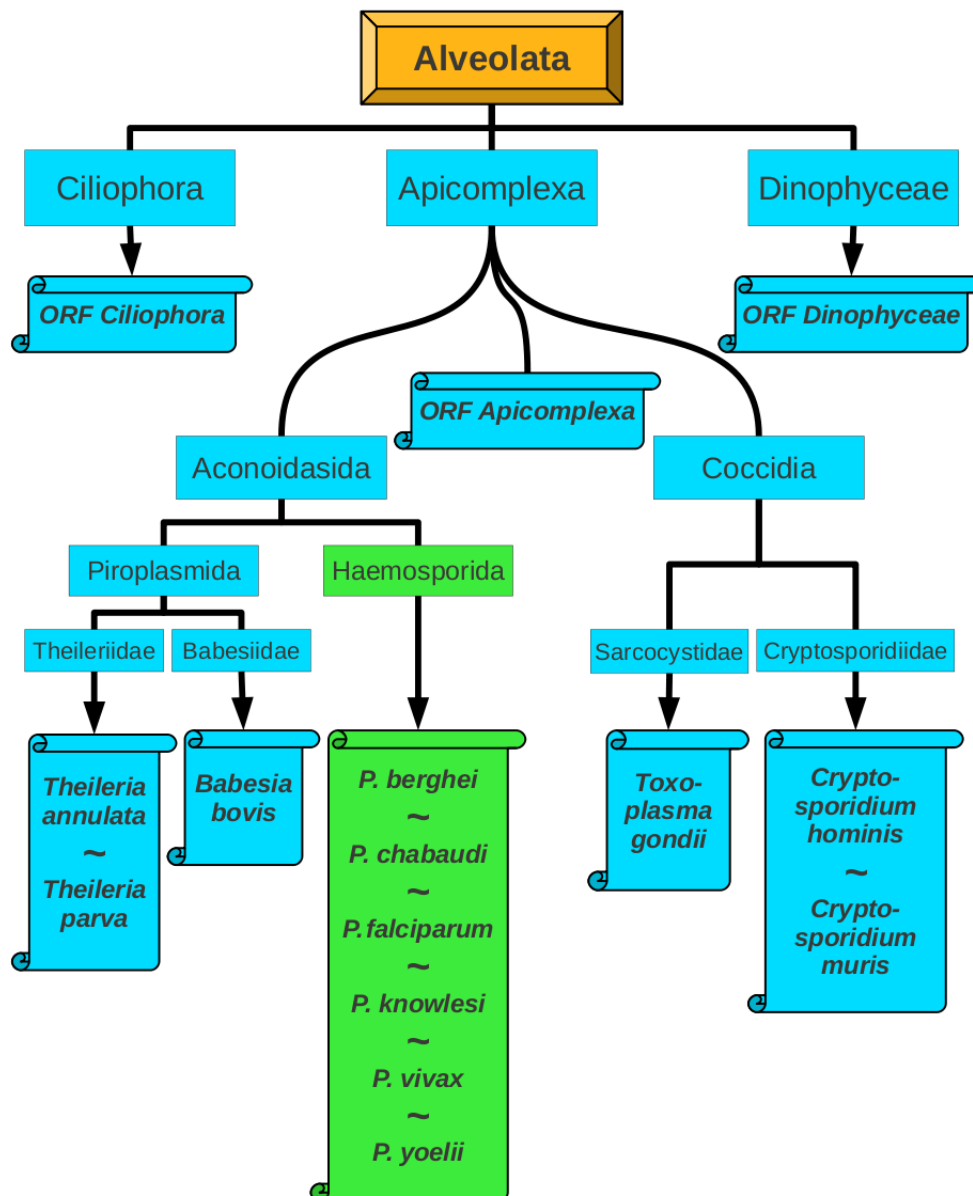 Alveolata
Ciliophora
Apicomplexa
Dinophyceae
ORF Ciliophora
ORF Dinophyceae
ORF Apicomplexa
Aconoidasida
Coccidia
Piroplasmida
Haemosporida
Theileriidae
Babesiidae
Sarcocystidae
Cryptosporidiidae
Theileria
annulata
~
Theileria
parva
Babesia
bovis
P. berghei
~
P. chabaudi
~
P. falciparum
~
P. knowlesi
~
P. vivax
~
P. yoelii
Toxo-
plasma
gondii
Crypto-
sporidium
hominis
~
Crypto-
sporidium
muris